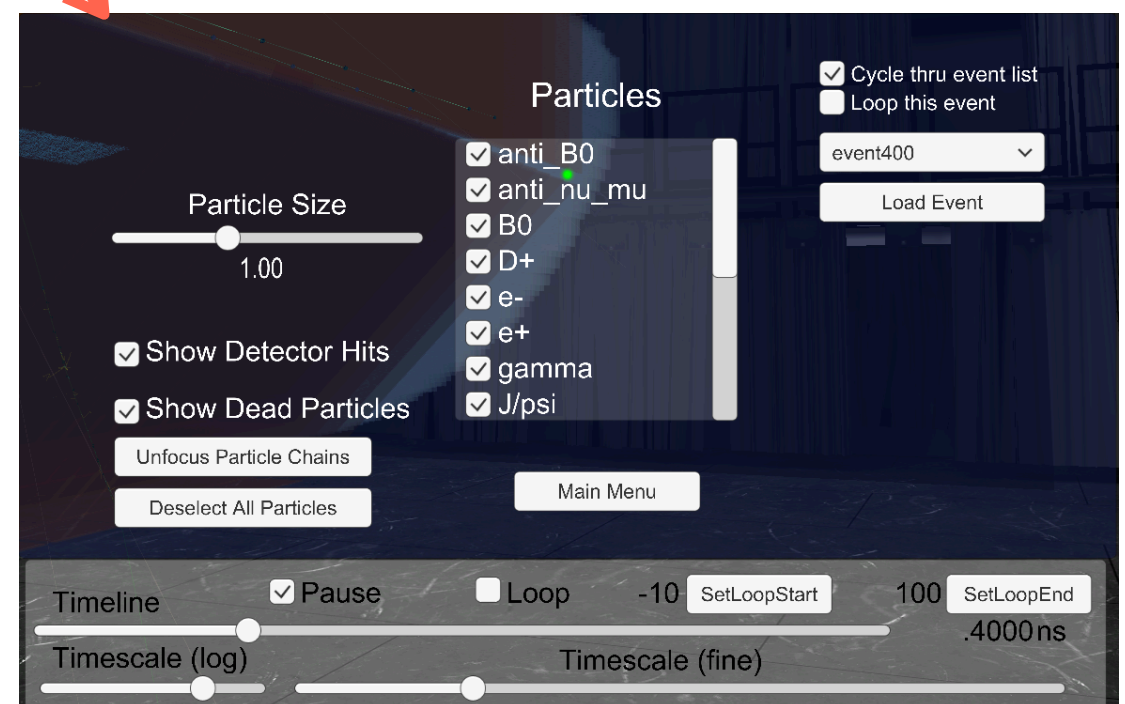 Particles
Cycle thru event list
Loop this event
anti_B0
anti_nu_mu
B0
D+
e-
e+
gamma
J/psi
event400
Load Event
Particle Size
1.00
Show Detector Hits
Show Dead Particles
Unfocus Particle Chains
Deselect All Particles
Main Menu
Timeline
Pause
Loop
-10
SetLoopStart
100
SetLoopEnd
.4000ns
Timescale (log)
Timescale (fine)